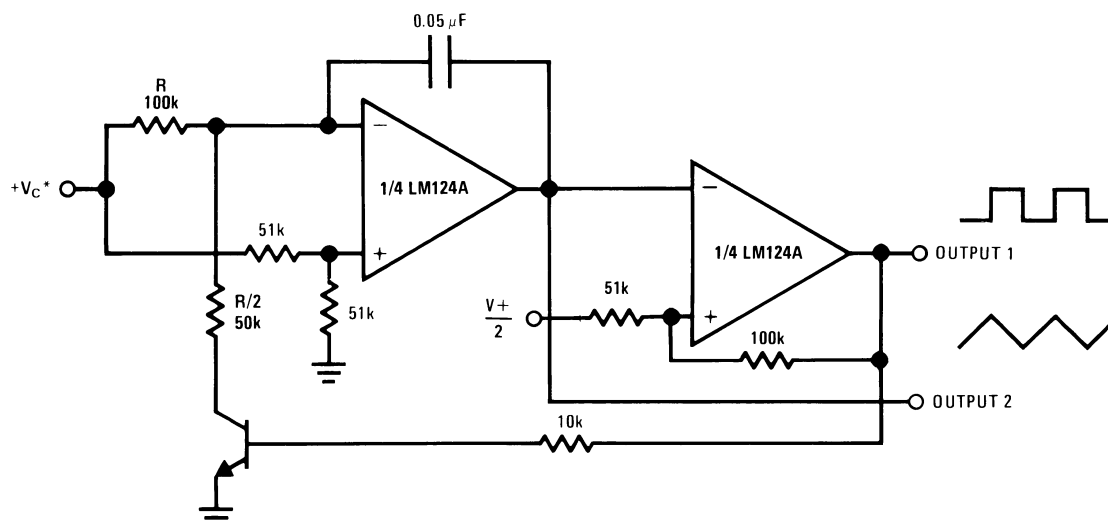 0.05 μF
R
100k
−
+VC*
1/4 LM124A
−
51k
+
1/4 LM124A
OUTPUT 1
R/2
50k
51k
V+
2
51k
+
100k
OUTPUT 2
10k